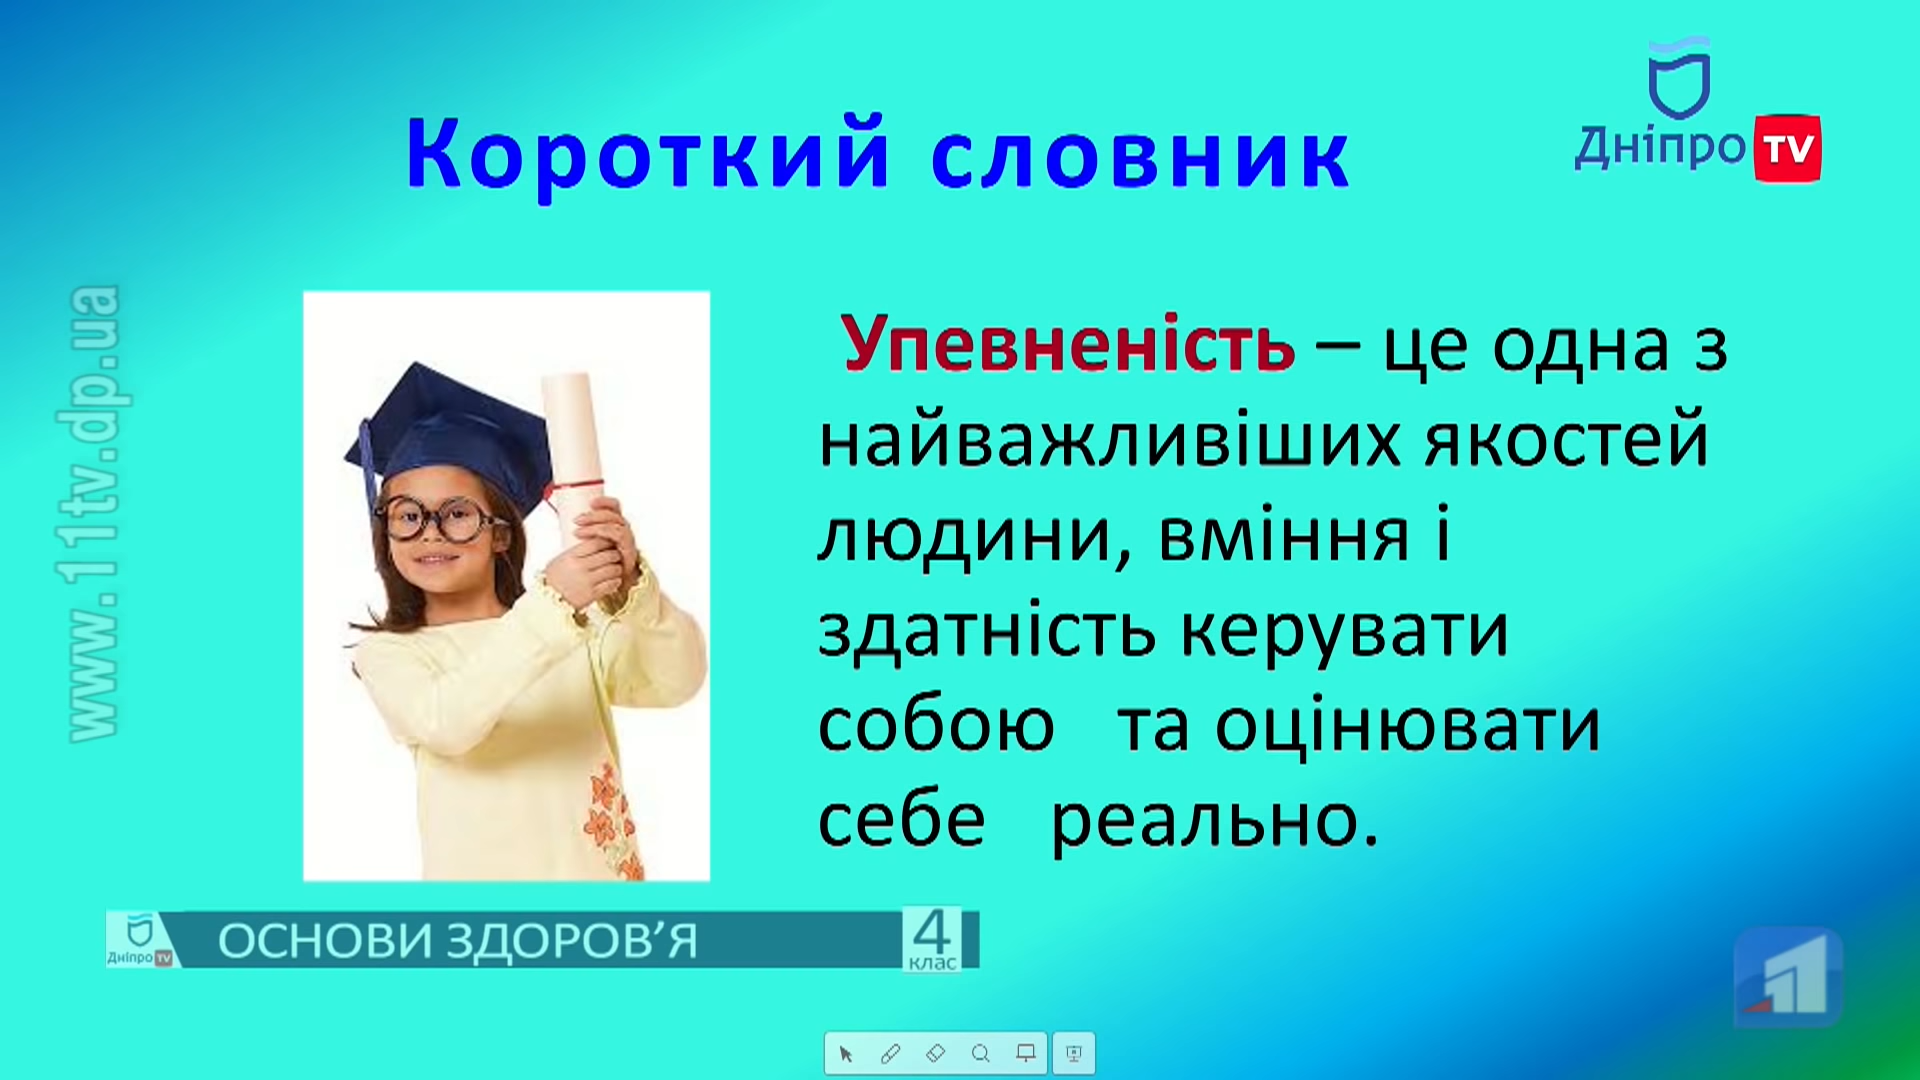 Дніпро TV
Короткий словник
www.11tv.dp.ua
Упевненість – це одна з
найважливіших якостей
людини, вміння і
здатність керувати
собою та оцінювати
себе реально.
Дніпро TV
ОСНОВИ ЗДОРОВ’Я
4
клас
11